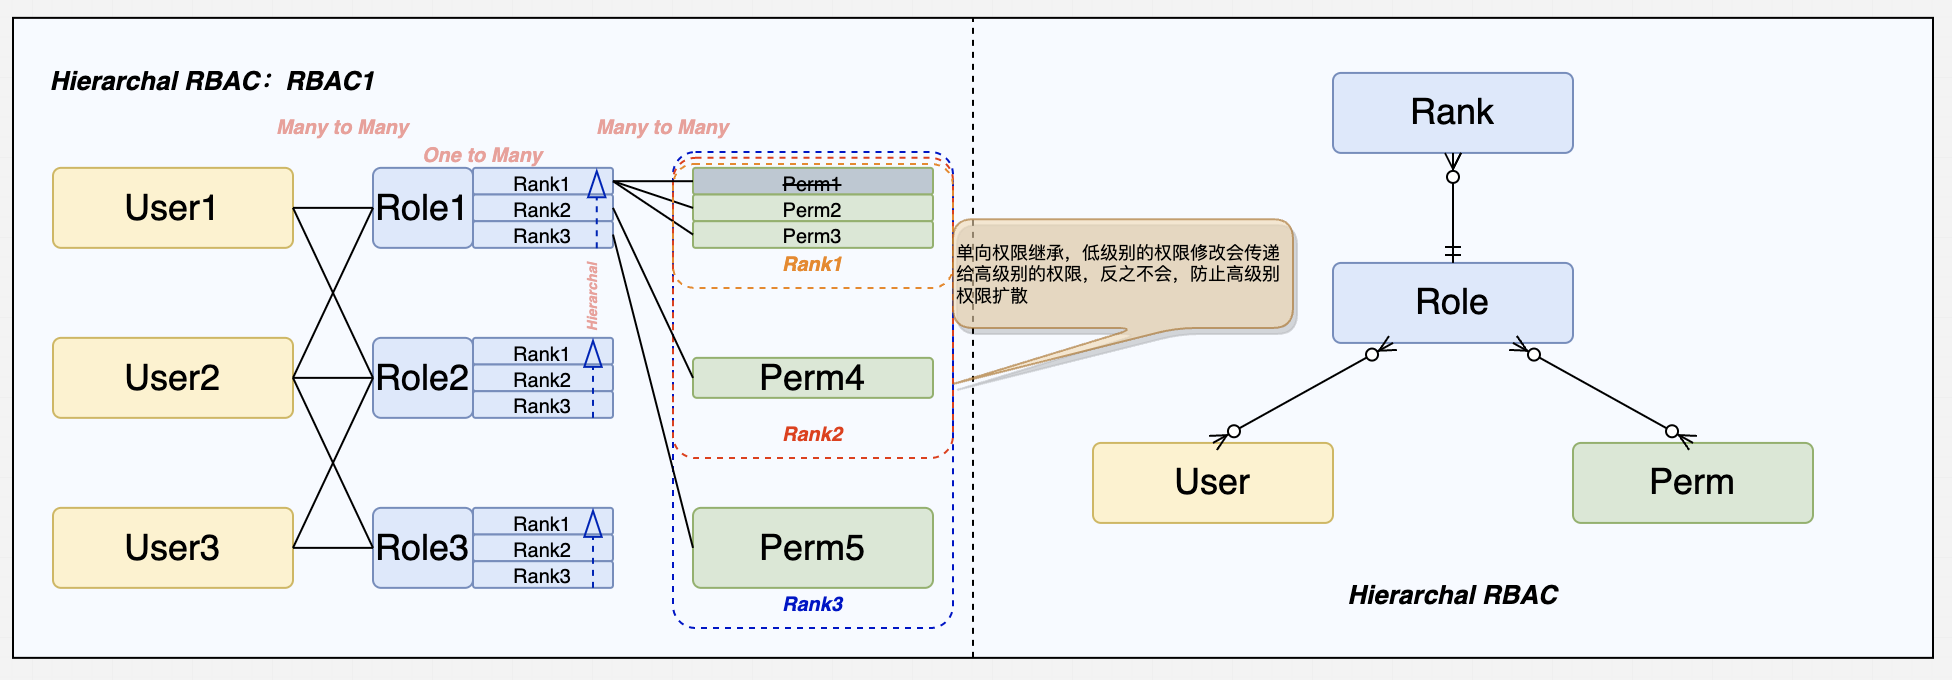 Hierarchal RBAC：RBAC1
Many to Many
Many to Many
One to Many
User1
Role1
Rank1
Rank2
Rank3
Perm1
Perm2
Perm3
Rank1
Hierarchal
User2
Role2
Rank1
Rank2
Rank3
Perm4
Rank2
User3
Role3
Rank1
Rank2
Rank3
Perm5
Rank3
单向权限继承，低级别的权限修改会传递
给高级别的权限，反之不会，防止高级别
权限扩散
Rank
Role
User
Perm
Hierarchal RBAC